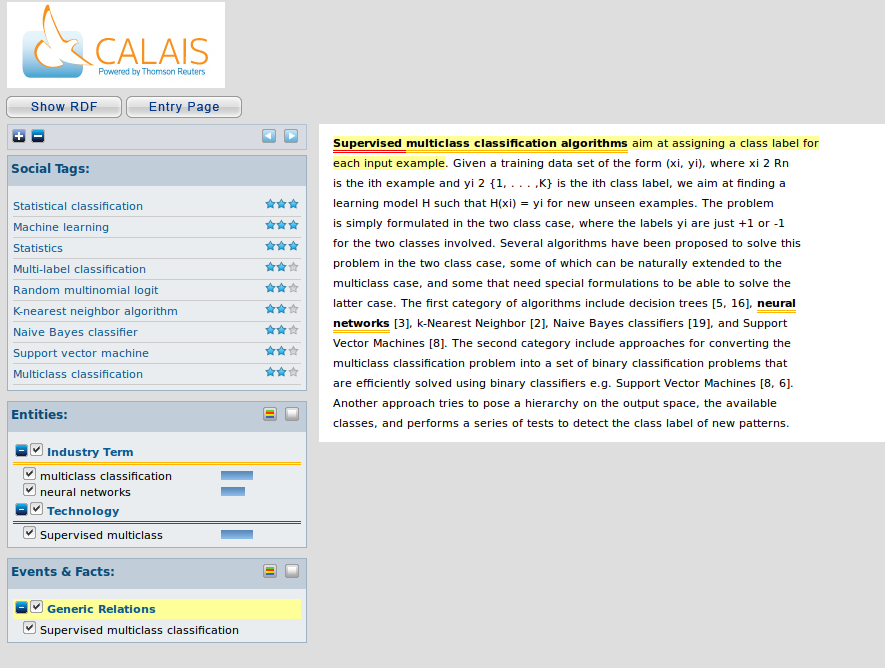 CALAIS
Powered by Thomson Reuters
Show RDF
Entry Page
Social Tags:
Statistical classification
Machine learning
Statistics
Multi-label classification
Random multinomial logit
K-nearest neighbor algorithm
Naive Bayes classifier
Support vector machine
Multiclass classification
Entities:
Industry Term
multiclass classification
neural networks
Technology
Supervised multiclass
Events & Facts:
Generic Relations
Supervised multiclass classification
Supervised multiclass classification algorithms aim at assigning a class label for
each input example. Given a training data set of the form (xi, yi), where xi 2 Rn
is the ith example and yi 2 {1, . . . ,K} is the ith class label, we aim at finding a
learning model H such that H(xi) = yi for new unseen examples. The problem
is simply formulated in the two class case, where the labels yi are just +1 or -1
for the two classes involved. Several algorithms have been proposed to solve this
problem in the two class case, some of which can be naturally extended to the
multiclass case, and some that need special formulations to be able to solve the
latter case. The first category of algorithms include decision trees [5, 16], neural
networks [3], k-Nearest Neighbor [2], Naive Bayes classifiers [19], and Support
Vector Machines [8]. The second category include approaches for converting the
multiclass classification problem into a set of binary classification problems that
are efficiently solved using binary classifiers e.g. Support Vector Machines [8, 6].
Another approach tries to pose a hierarchy on the output space, the available
classes, and performs a series of tests to detect the class label of new patterns.